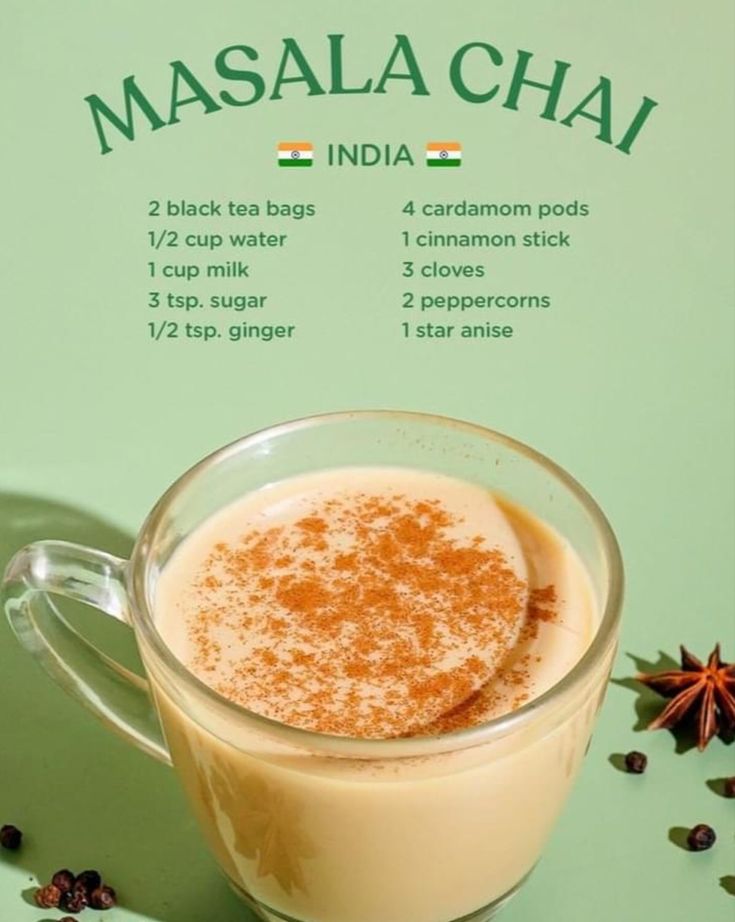 MASALA CHAI
🇮🇳 INDIA 🇮🇳
2 black tea bags
1/2 cup water
1 cup milk
3 tsp. sugar
1/2 tsp. ginger
4 cardamom pods
1 cinnamon stick
3 cloves
2 peppercorns
1 star anise